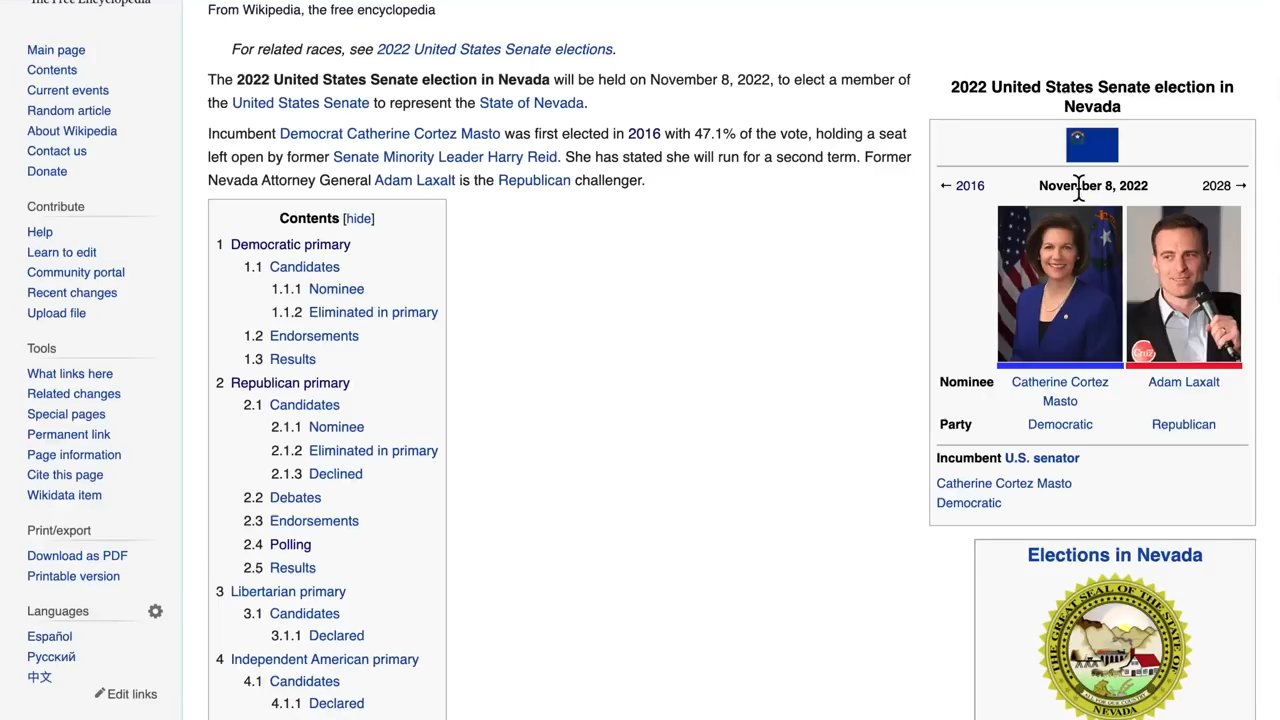 The Free Encyclopedia
Main page
Contents
Current events
Random article
About Wikipedia
Contact us
Donate
Contribute
Help
Learn to edit
Community portal
Recent changes
Upload file
Tools
What links here
Related changes
Special pages
Permanent link
Page information
Cite this page
Wikidata item
Print/export
Download as PDF
Printable version
Languages
Español
Русский
中文
Edit links
From Wikipedia, the free encyclopedia
For related races, see 2022 United States Senate elections.
The 2022 United States Senate election in Nevada will be held on November 8, 2022, to elect a member of
the United States Senate to represent the State of Nevada.
Incumbent Democrat Catherine Cortez Masto was first elected in 2016 with 47.1% of the vote, holding a seat
left open by former Senate Minority Leader Harry Reid. She has stated she will run for a second term. Former
Nevada Attorney General Adam Laxalt is the Republican challenger.
Contents [hide]
1 Democratic primary
1.1 Candidates
1.1.1 Nominee
1.1.2 Eliminated in primary
1.2 Endorsements
1.3 Results
2 Republican primary
2.1 Candidates
2.1.1 Nominee
2.1.2 Eliminated in primary
2.1.3 Declined
2.2 Debates
2.3 Endorsements
2.4 Polling
2.5 Results
3 Libertarian primary
3.1 Candidates
3.1.1 Declared
4 Independent American primary
4.1 Candidates
4.1.1 Declared
2022 United States Senate election in
Nevada
← 2016 November 8, 2022 2028 →
Cruz
Nominee Catherine Cortez Masto Adam Laxalt
Party Democratic Republican
Incumbent U.S. senator
Catherine Cortez Masto
Democratic
Elections in Nevada
THE GREAT SEAL OF THE STATE OF NEVADA
ALL FOR OUR COUNTRY